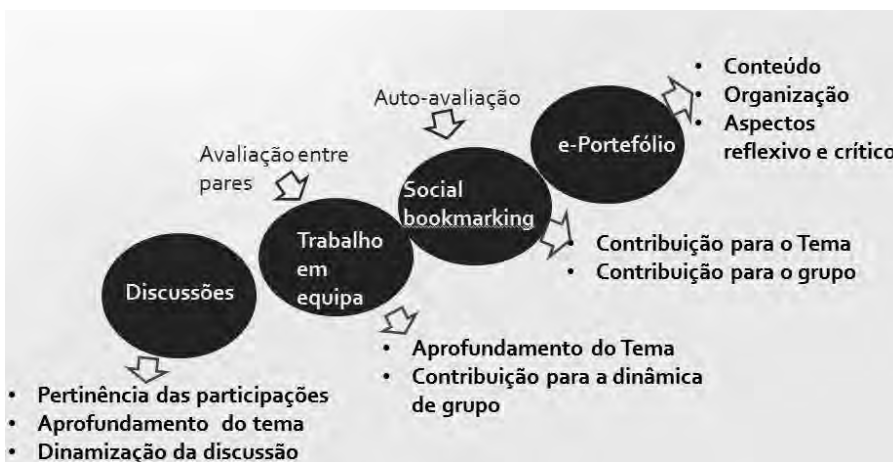 Discussões
• Pertinência das participações
• Aprofundamento do tema
• Dinamização da discussão
Avaliação entre
pares
Trabalho
em
equipa
• Aprofundamento do Tema
• Contribuição para a dinâmica
de grupo
Auto-avaliação
Social
bookmarking
• Contribuição para o Tema
• Contribuição para o grupo
e-Portefólio
• Conteúdo
• Organização
• Aspectos
reflexivo e crítico